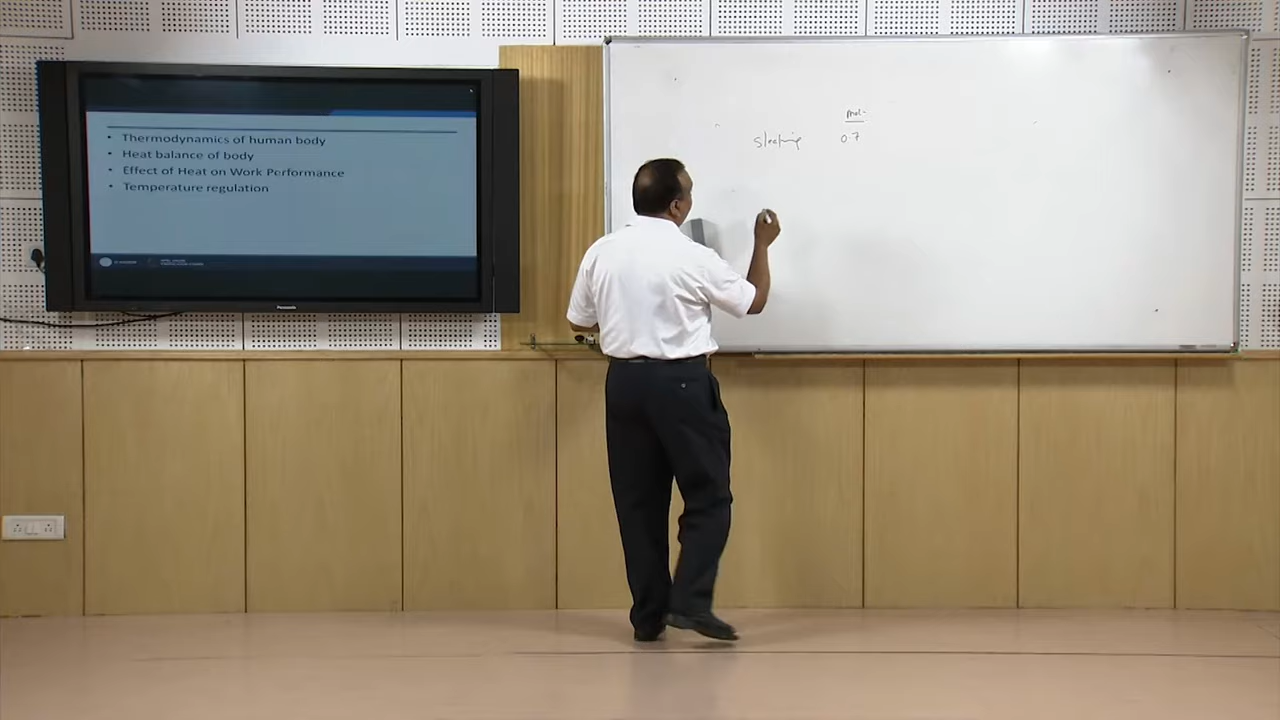 Thermodynamics of human body
Heat balance of body
Effect of Heat on Work Performance
Temperature regulation
Panasonic
sleeping 0.7